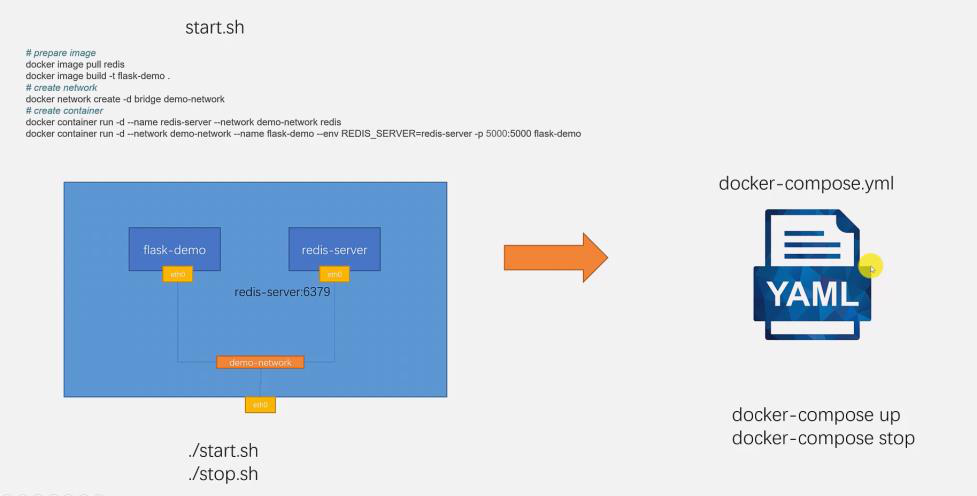 start.sh
# prepare image
docker image pull redis
docker image build -t flask-demo .
# create network
docker network create -d bridge demo-network
# create container
docker container run -d --name redis-server --network demo-network redis
docker container run -d --network demo-network --name flask-demo --env REDIS_SERVER=redis-server -p 5000:5000 flask-demo
flask-demo
redis-server
eth0
eth0
redis-server:6379
demo-network
eth0
./start.sh
./stop.sh
docker-compose.yml
YAML
docker-compose up
docker-compose stop